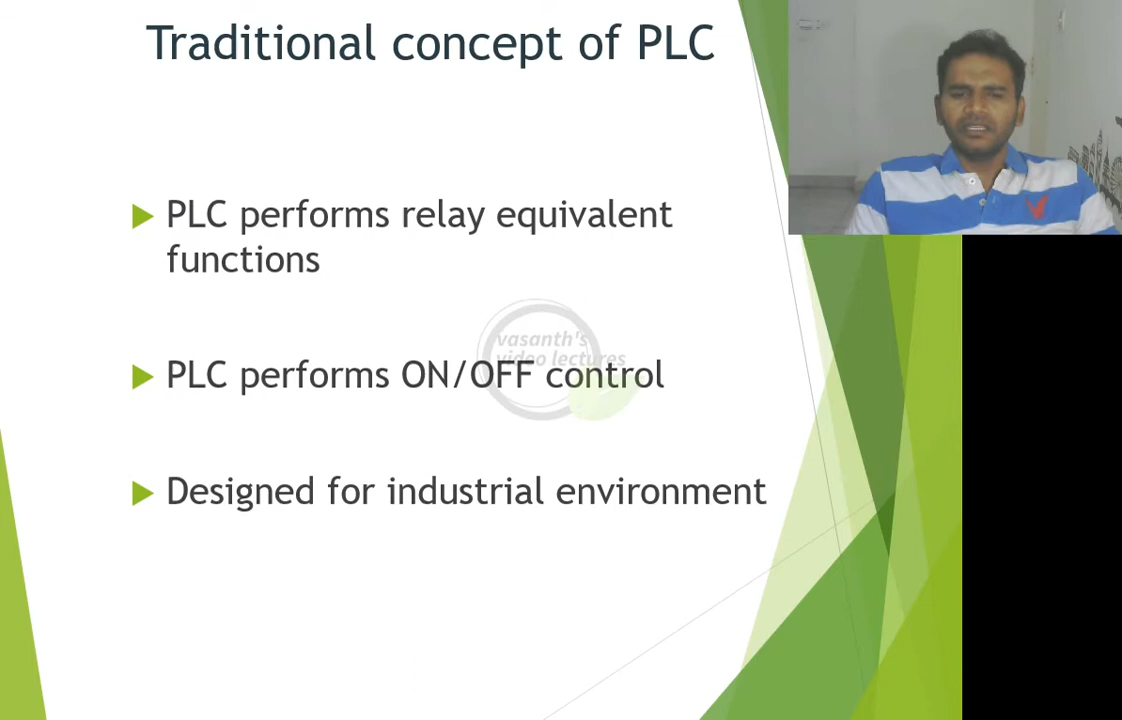 Traditional concept of PLC
PLC performs relay equivalent
functions
vasanth's
video lectures
PLC performs ON/OFF control
Designed for industrial environment